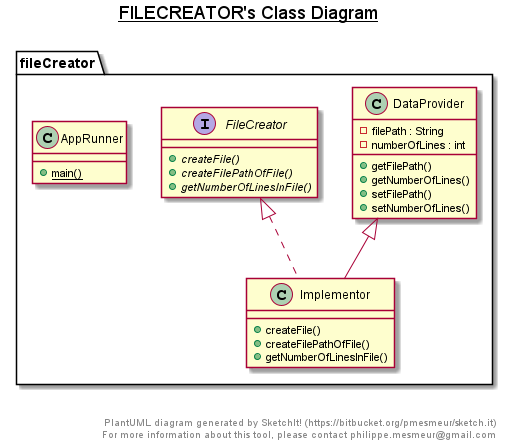 FILECREATOR's Class Diagram
fileCreator
C AppRunner
main()
I FileCreator
createFile()
createFilePathOfFile()
getNumberOfLinesInFile()
C DataProvider
filePath : String
numberOfLines : int
getFilePath()
getNumberOfLines()
setFilePath()
setNumberOfLines()
C Implementor
createFile()
createFilePathOfFile()
getNumberOfLinesInFile()
PlantUML diagram generated by SketchIt! (https://bitbucket.org/pmesmeur/sketch.it)
For more information about this tool, please contact philippe.mesmeur@gmail.com